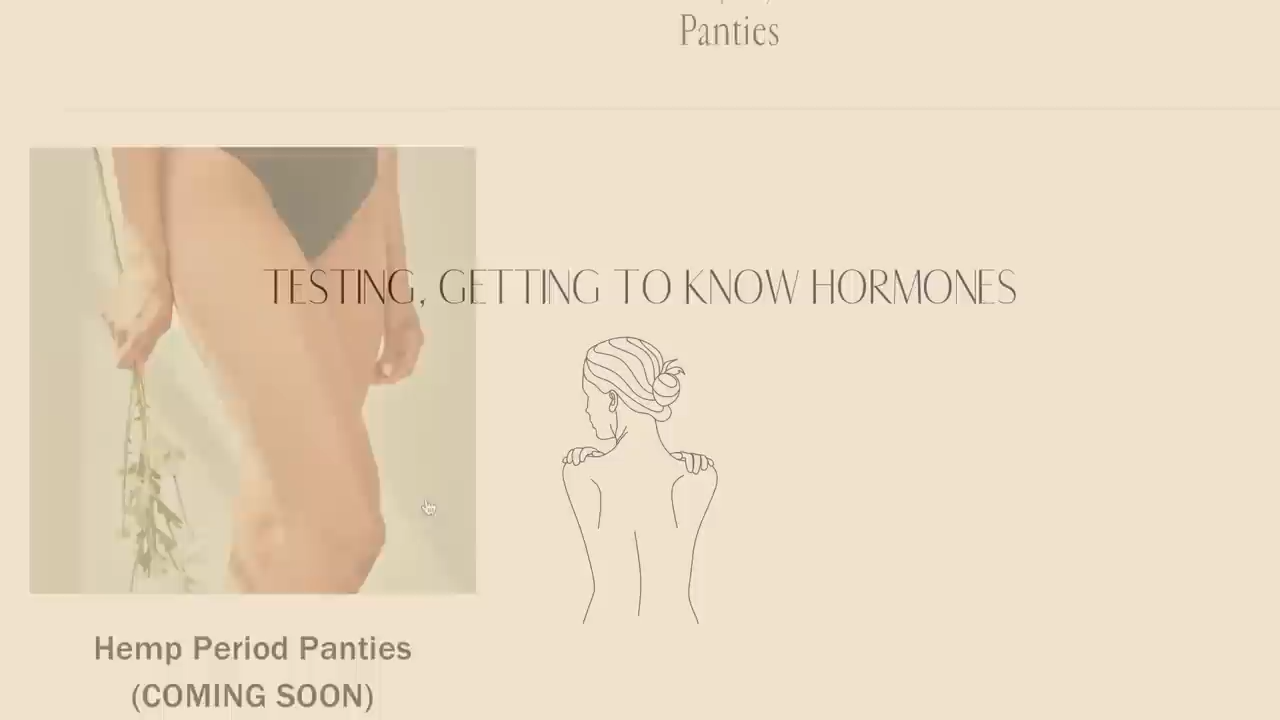 Panties
TESTING, GETTING TO KNOW HORMONES
Hemp Period Panties
(COMING SOON)